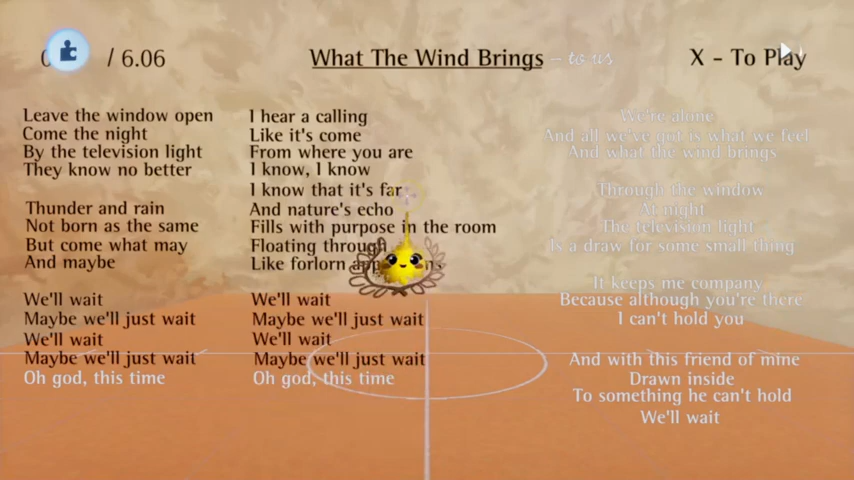 / 6.06
What The Wind Brings – to us
X – To Play
Leave the window open
Come the night
By the television light
They know no better
Thunder and rain
Not born as the same
But come what may
And maybe
We'll wait
Maybe we'll just wait
We'll wait
Maybe we'll just wait
Oh god, this time
I hear a calling
Like it's come
From where you are
I know, I know
I know that it's far
And nature's echo
Fills with purpose in the room
Floating through
Like forlorn
We'll wait
Maybe we'll just wait
We'll wait
Maybe we'll just wait
Oh god, this time
We're alone
And all we've got is what we feel
And what the wind brings
Through the window
At night
The television light
Is a draw for some small thing
It keeps me company
Because although you're there
I can't hold you
And with this friend of mine
Drawn inside
To something he can't hold
We'll wait